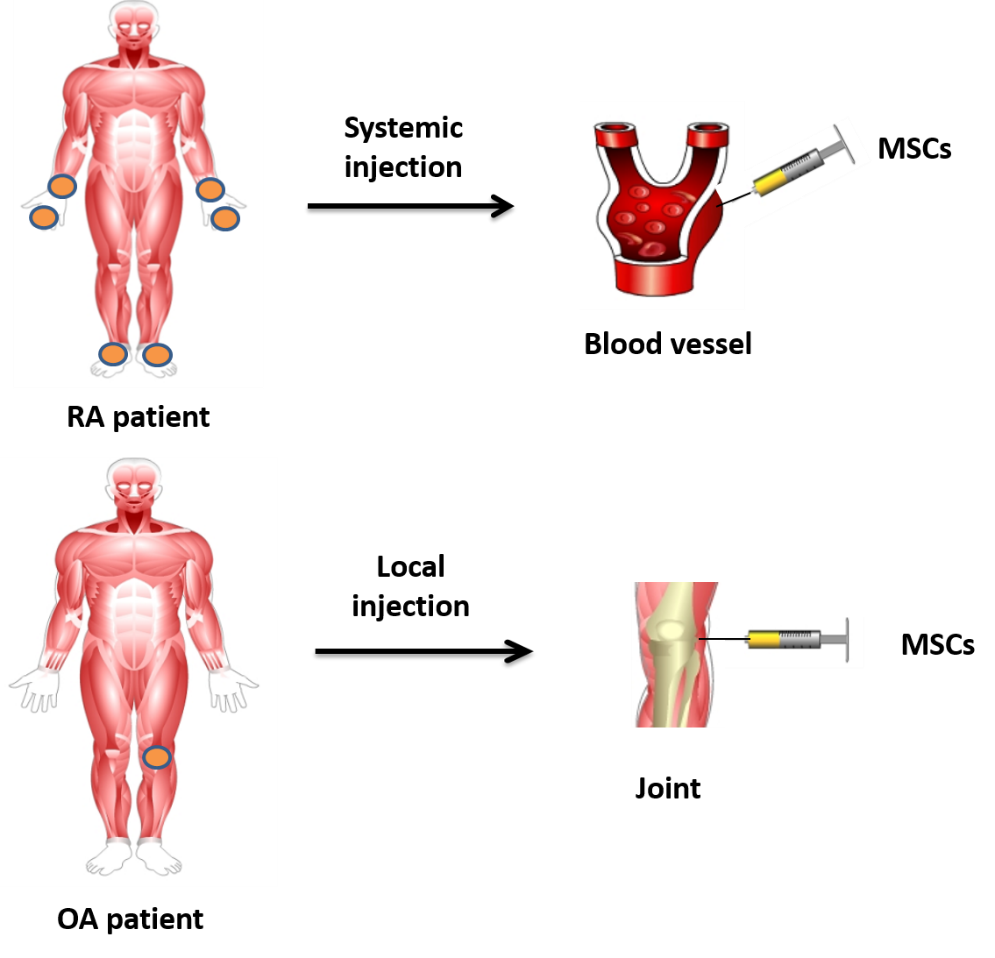 Systemic
injection
MSCs
Blood vessel
RA patient
Local
injection
MSCs
Joint
OA patient